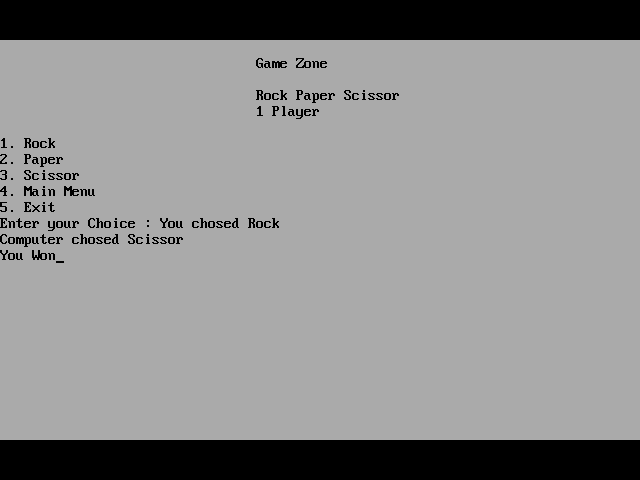 Game Zone
Rock Paper Scissor
1 Player
1. Rock
2. Paper
3. Scissor
4. Main Menu
5. Exit
Enter your Choice : You chosed Rock
Computer chosed Scissor
You Won_